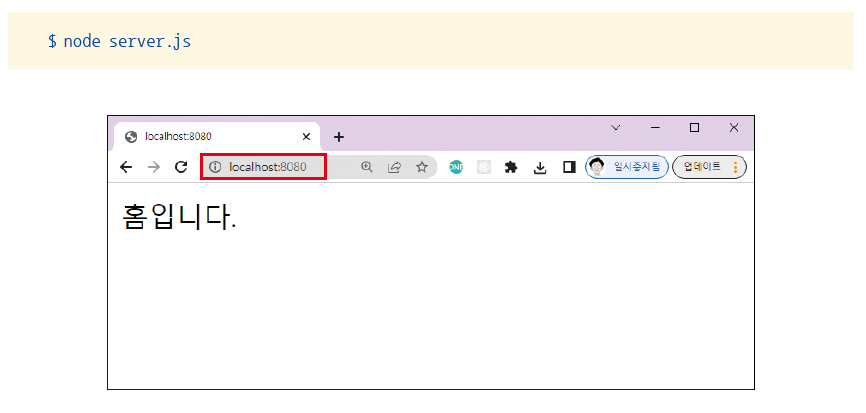 $ node server.js
localhost:8080
localhost:8080
일시중지됨
업데이트
홈입니다.